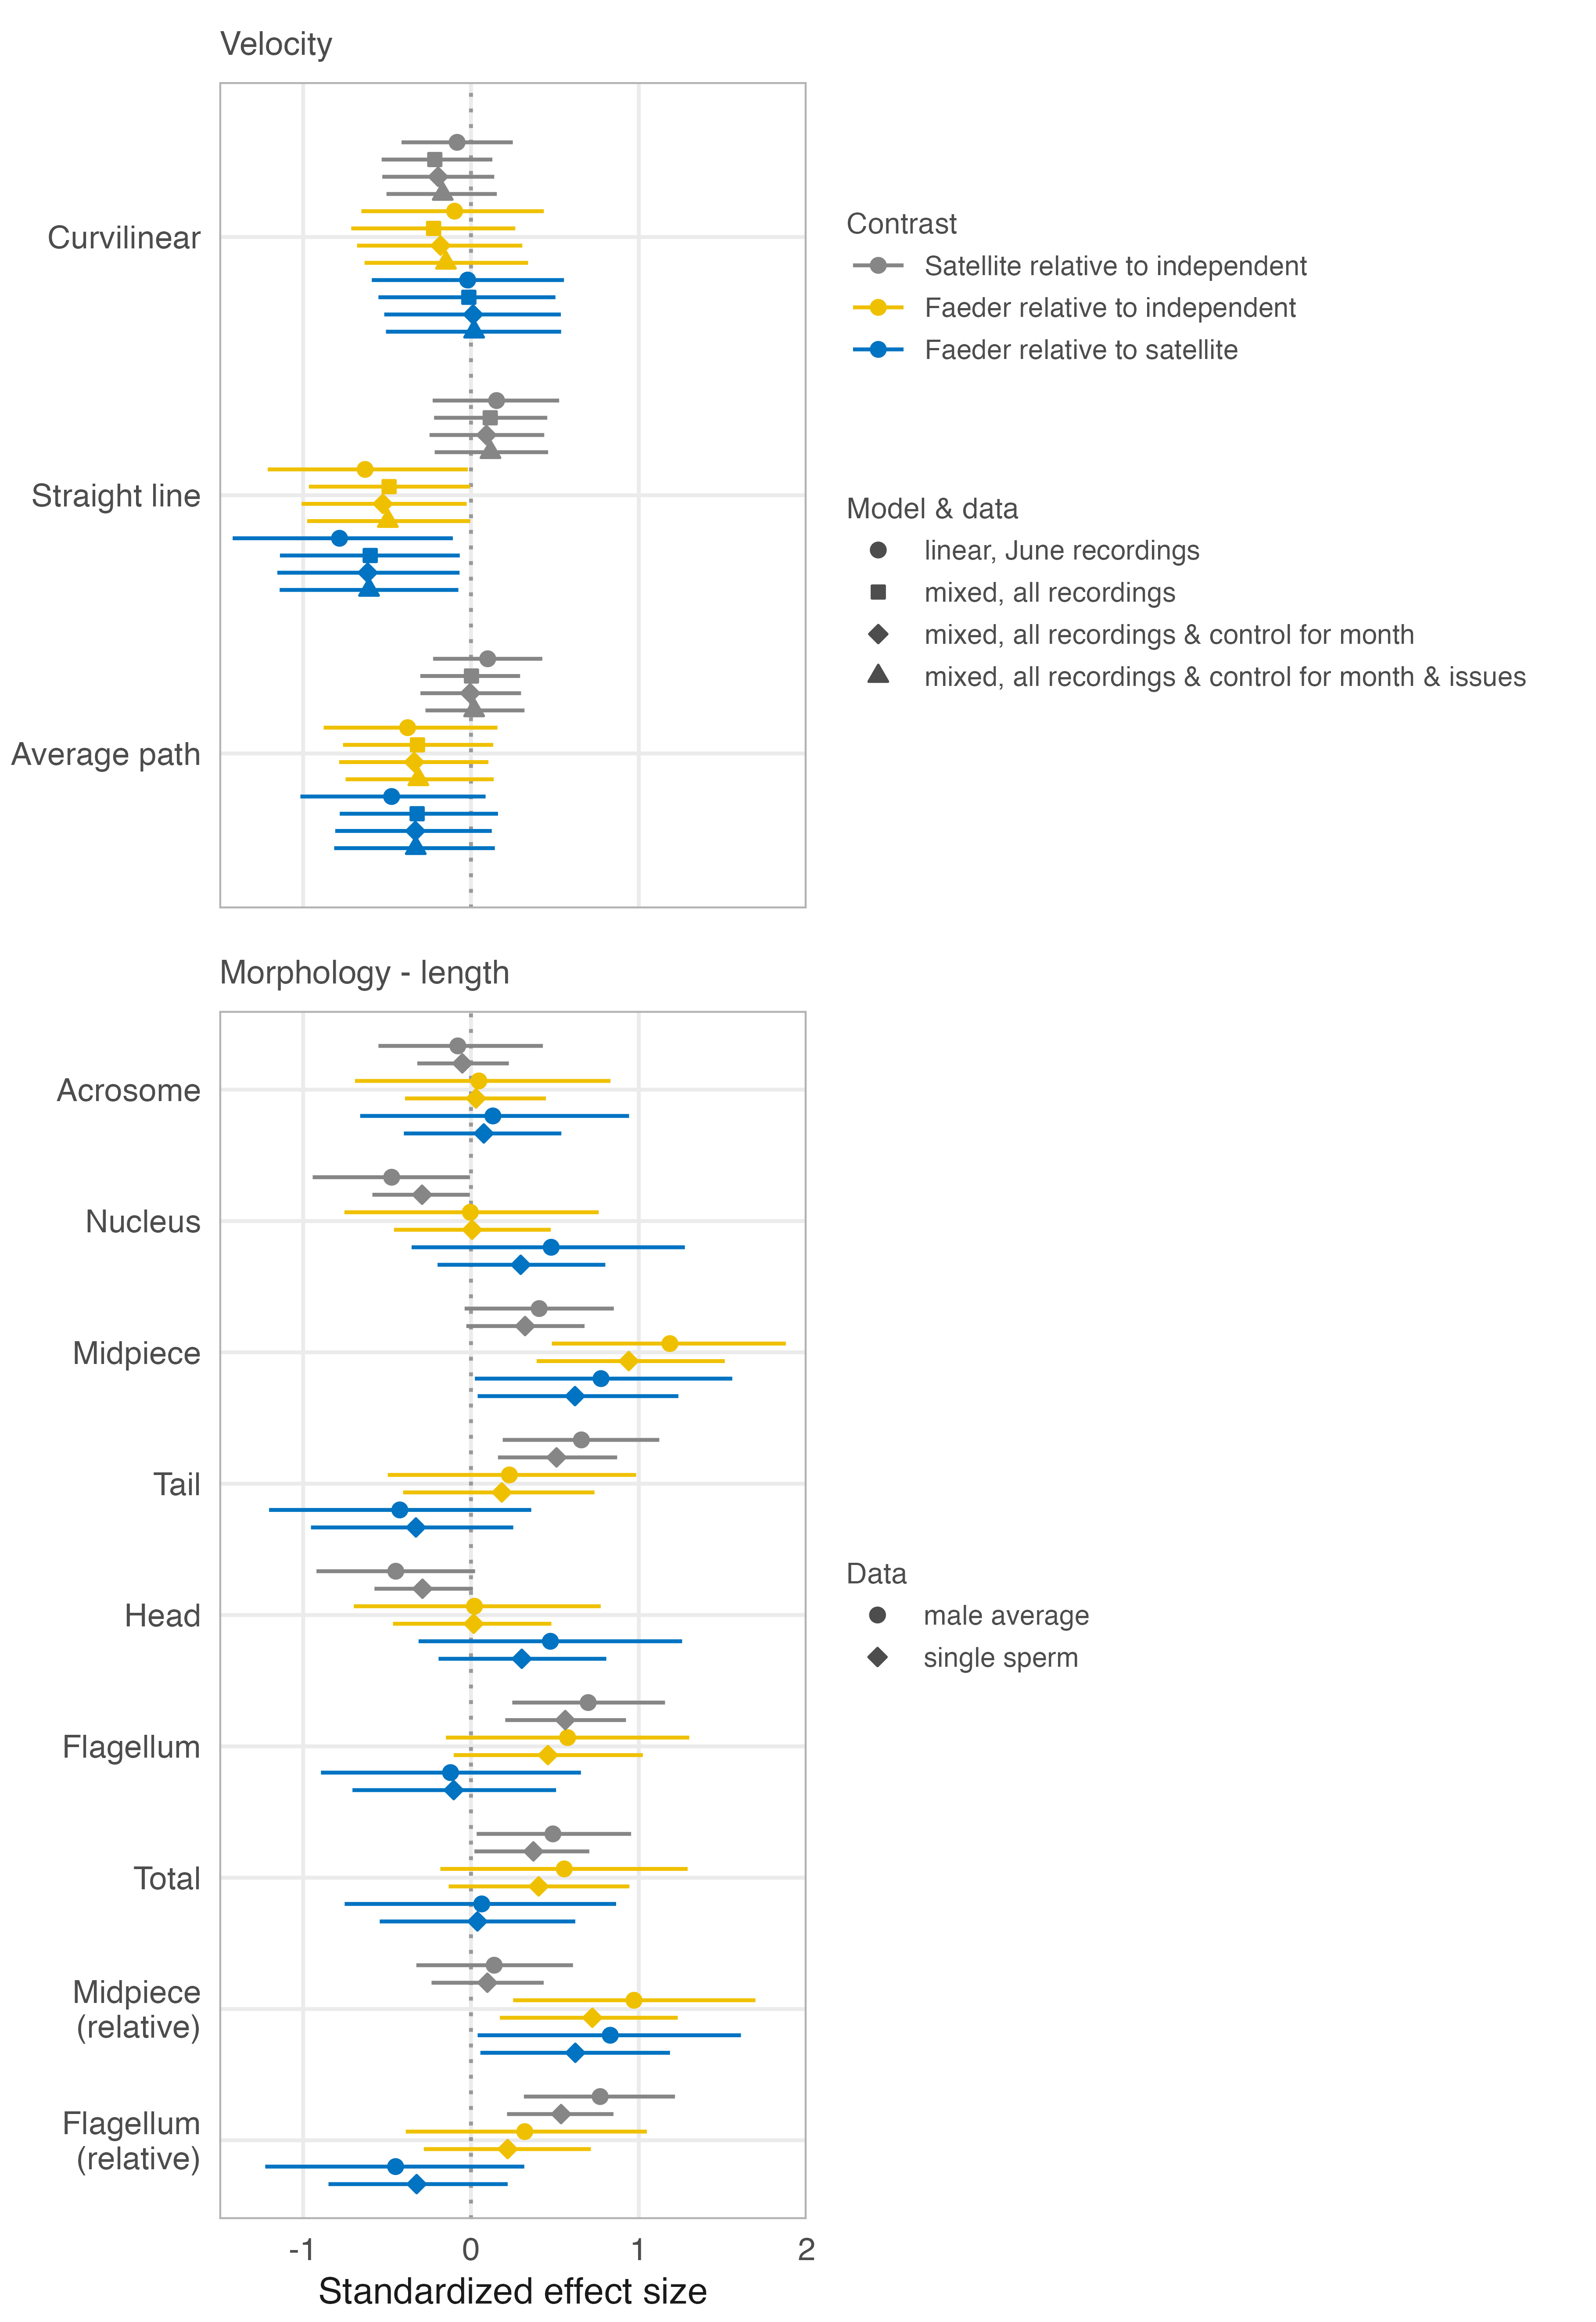 Velocity
Curvilinear
Straight line
Average path
Contrast
Satellite relative to independent
Faeder relative to independent
Faeder relative to satellite
Model & data
linear, June recordings
mixed, all recordings
mixed, all recordings & control for month
mixed, all recordings & control for month & issues
Morphology - length
Acrosome
Nucleus
Midpiece
Tail
Head
Flagellum
Total
Midpiece
(relative)
Flagellum
(relative)
Data
male average
single sperm
-1 0 1 2
Standardized effect size